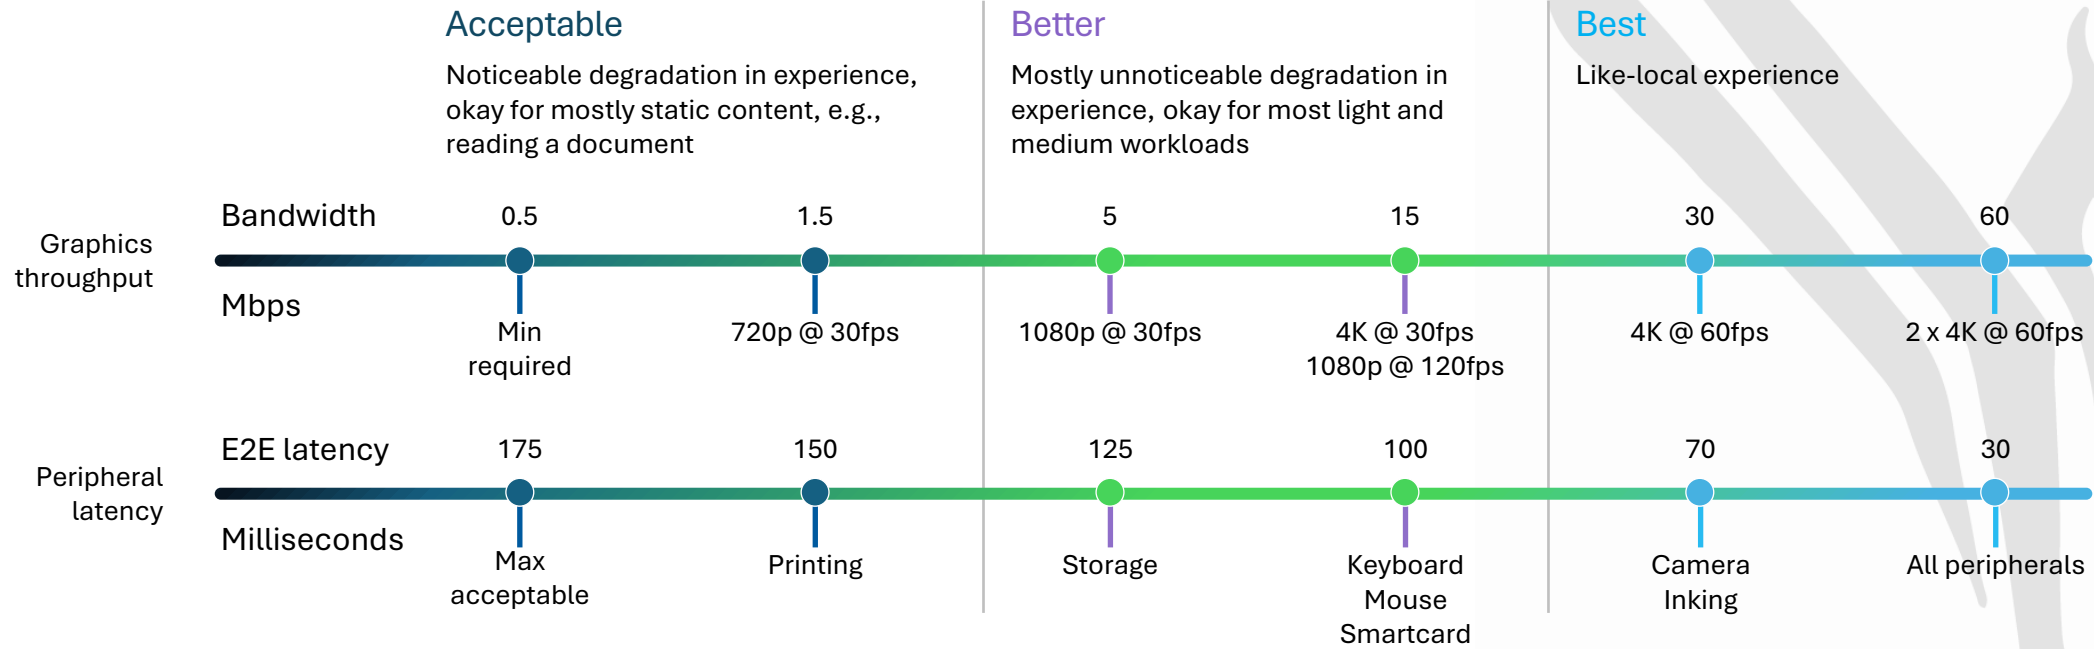 Acceptable
Noticeable degradation in experience,
okay for mostly static content, e.g.,
reading a document
Better
Mostly unnoticeable degradation in
experience, okay for most light and
medium workloads
Best
Like-local experience
Graphics
throughput
Bandwidth
Mbps
0.5
1.5
5
15
30
60
Min
required
720p @ 30fps
1080p @ 30fps
4K @ 30fps
1080p @ 120fps
4K @ 60fps
2 x 4K @ 60fps
Peripheral
latency
E2E latency
Milliseconds
175
150
125
100
70
30
Max
acceptable
Printing
Storage
Keyboard
Mouse
Smartcard
Camera
Inking
All peripherals